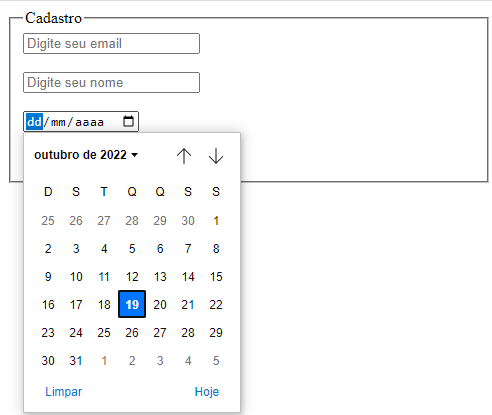 Cadastro
Digite seu email
Digite seu nome
dd/mm/aaaa
outubro de 2022
D S T Q Q S S
25 26 27 28 29 30 1
2 3 4 5 6 7 8
9 10 11 12 13 14 15
16 17 18 19 20 21 22
23 24 25 26 27 28 29
30 31 1 2 3 4 5
Limpar Hoje